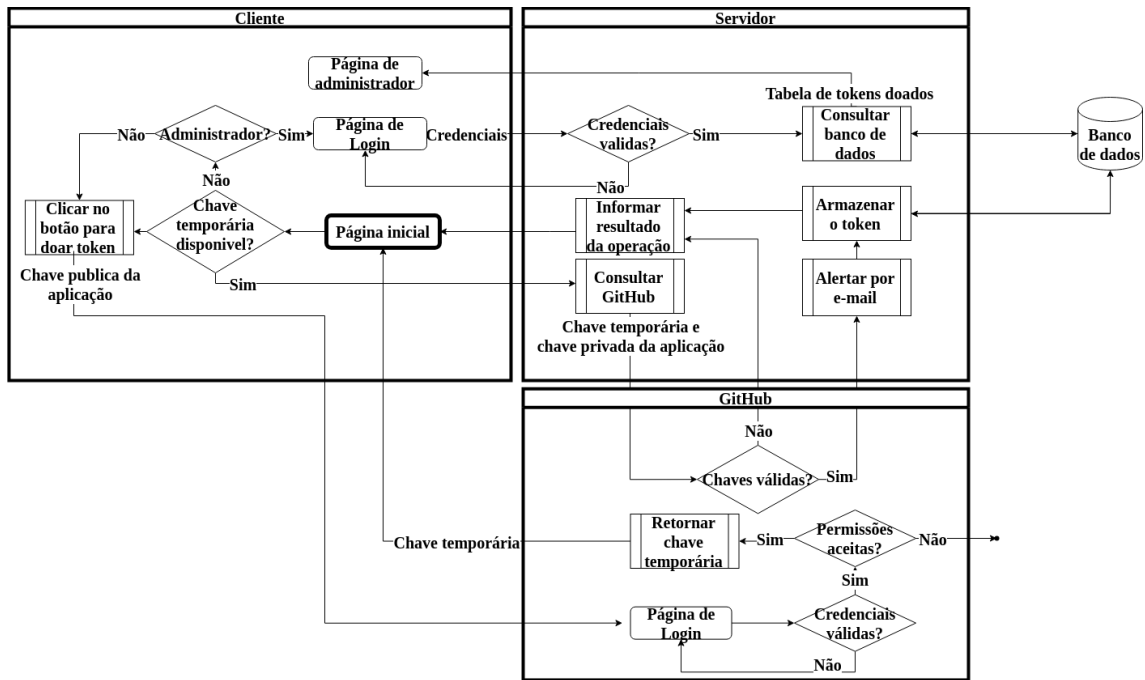 Cliente
Servidor
Página de
administrador
Tabela de tokens doados
Não
Administrador?
Sim
Página de
Login
Credenciais
Credenciais
validas?
Sim
Consultar
banco de
dados
Banco
de dados
Não
Não
Clicar no
botão para
doar token
Chave
temporária
disponivel?
Página inicial
Informar
resultado
da operação
Armazenar
o token
Chave publica da
aplicação
Sim
Consultar
GitHub
Alertar por
e-mail
Chave temporária e
chave privada da aplicação
GitHub
Não
Chaves válidas?
Sim
Chave temporária
Retornar
chave
temporária
Sim
Permissões
aceitas?
Não
Sim
Página de
Login
Credenciais
válidas?
Não